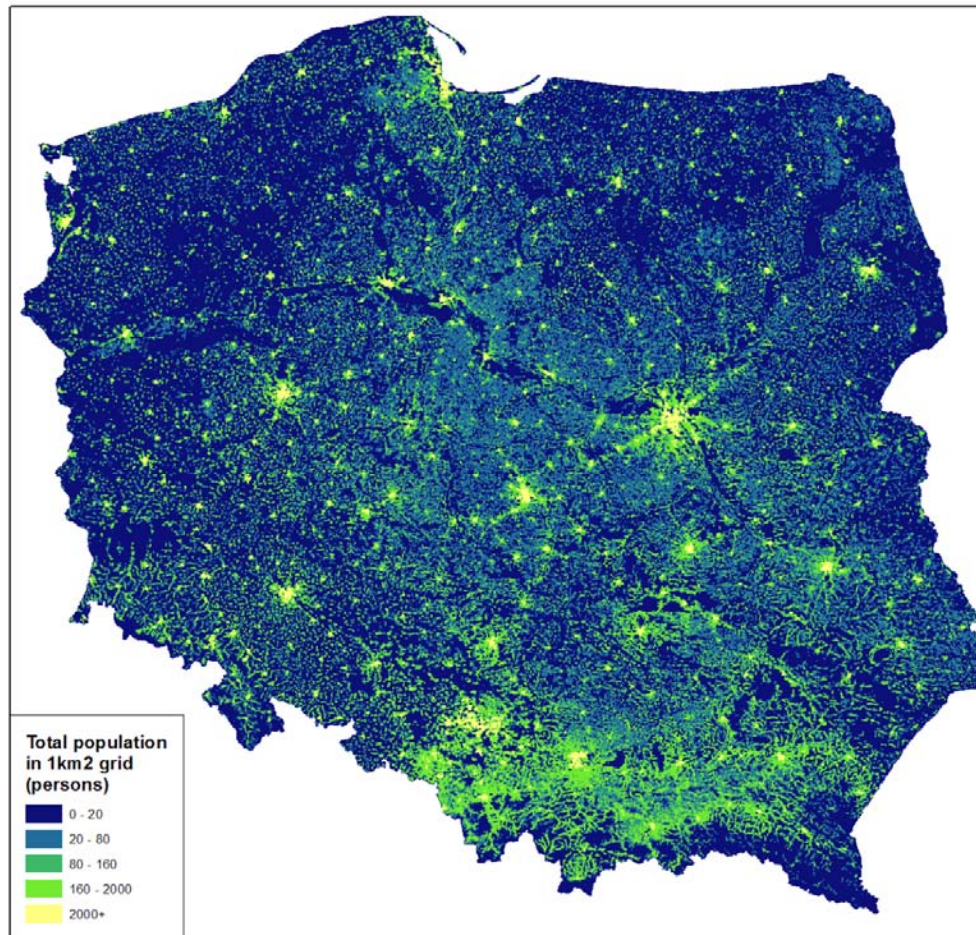 Total population
in 1km2 grid
(persons)
0 - 20
20 - 80
80 - 160
160 - 2000
2000+